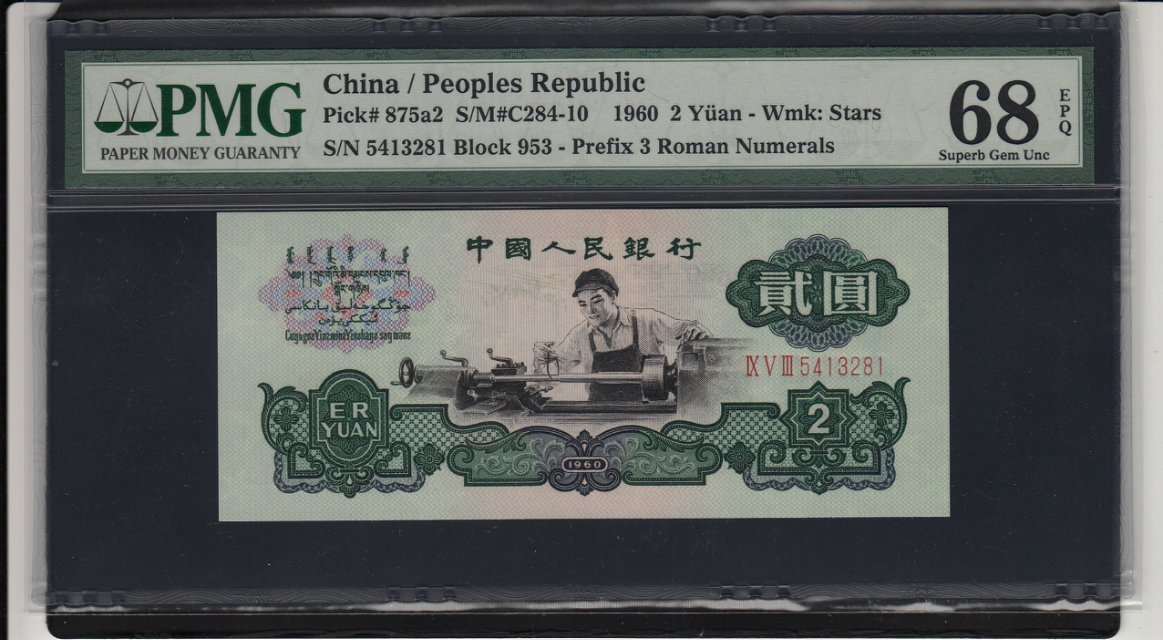 PMG
PAPER MONEY GUARANTY
China / Peoples Republic
Pick# 875a2 S/M#C284-10 1960 2 Yüan - Wmk: Stars
S/N 5413281 Block 953 - Prefix 3 Roman Numerals
68
EPQ
Superb Gem Unc
中國人民銀行
貳圓
ⅨⅤⅢ 5413281
ER
YUAN
1960
2